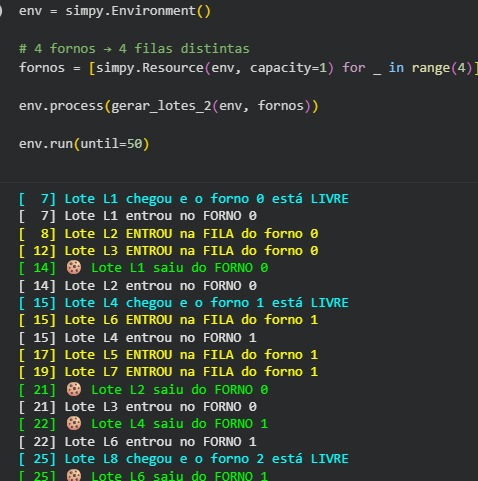 env = simpy.Environment()
# 4 fornos → 4 filas distintas
fornos = [simpy.Resource(env, capacity=1) for _ in range(4)]
env.process(gerar_lotes_2(env, fornos))
env.run(until=50)
[  7] Lote L1 chegou e o forno 0 está LIVRE
[  7] Lote L1 entrou no FORNO 0
[  8] Lote L2 ENTROU na FILA do forno 0
[ 12] Lote L3 ENTROU na FILA do forno 0
[ 14] 🍪 Lote L1 saiu do FORNO 0
[ 14] Lote L2 entrou no FORNO 0
[ 15] Lote L4 chegou e o forno 1 está LIVRE
[ 15] Lote L6 ENTROU na FILA do forno 1
[ 15] Lote L4 entrou no FORNO 1
[ 17] Lote L5 ENTROU na FILA do forno 1
[ 19] Lote L7 ENTROU na FILA do forno 1
[ 21] 🍪 Lote L2 saiu do FORNO 0
[ 21] Lote L3 entrou no FORNO 0
[ 22] 🍪 Lote L4 saiu do FORNO 1
[ 22] Lote L6 entrou no FORNO 1
[ 25] Lote L8 chegou e o forno 2 está LIVRE
[ 25] 🍪 Lote L6 saiu do FORNO 1